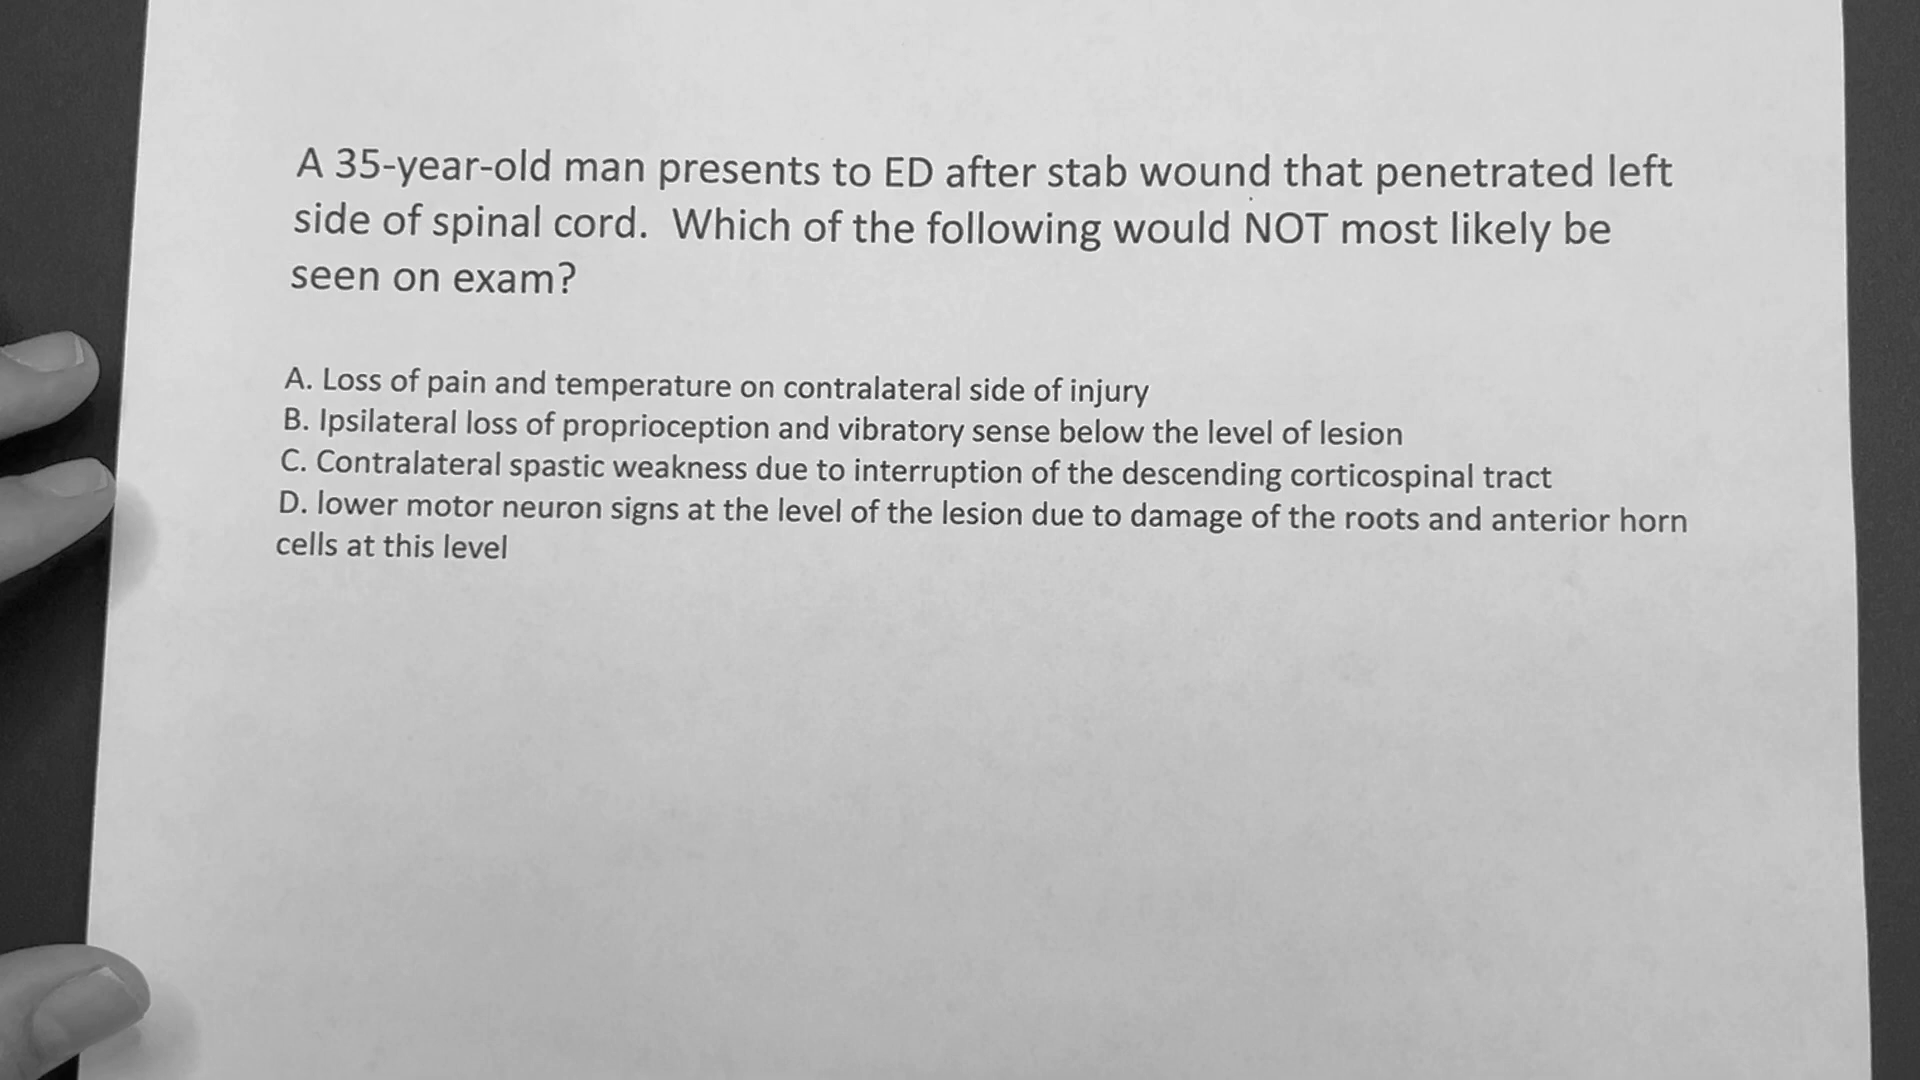 A 35-year-old man presents to ED after stab wound that penetrated left
side of spinal cord.  Which of the following would NOT most likely be
seen on exam?
A. Loss of pain and temperature on contralateral side of injury
B. Ipsilateral loss of proprioception and vibratory sense below the level of lesion
C. Contralateral spastic weakness due to interruption of the descending corticospinal tract
D. lower motor neuron signs at the level of the lesion due to damage of the roots and anterior horn
cells at this level